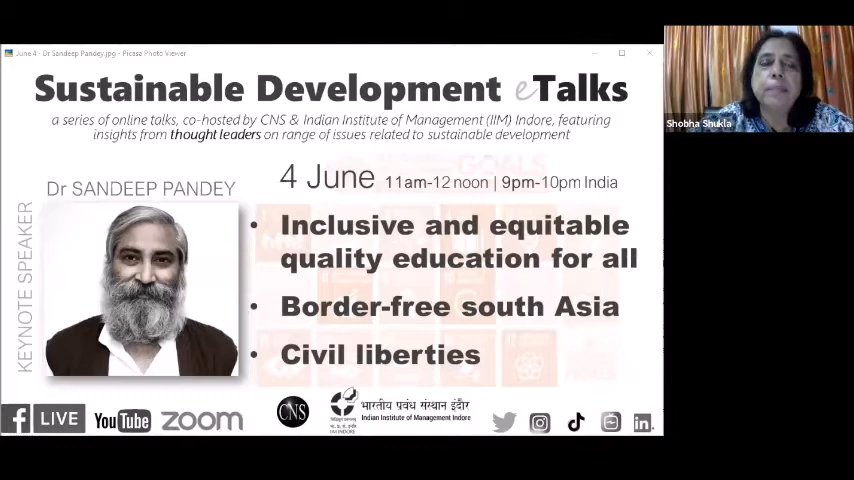 June 4 - Dr Sandeep Pandey.jpg - Picasa Photo Viewer
Sustainable Development eTalks
a series of online talks, co-hosted by CNS & Indian Institute of Management (IIM) Indore, featuring
insights from thought leaders on range of issues related to sustainable development
Dr SANDEEP PANDEY
KEYNOTE SPEAKER
4 June 11am-12 noon | 9pm-10pm India
• Inclusive and equitable
quality education for all
• Border-free south Asia
• Civil liberties
GOALS
f LIVE
YouTube
zoom
CNS
भारतीय प्रबंध संस्थान इंदौर
Indian Institute of Management Indore
IIM INDORE
in
Shobha Shukla